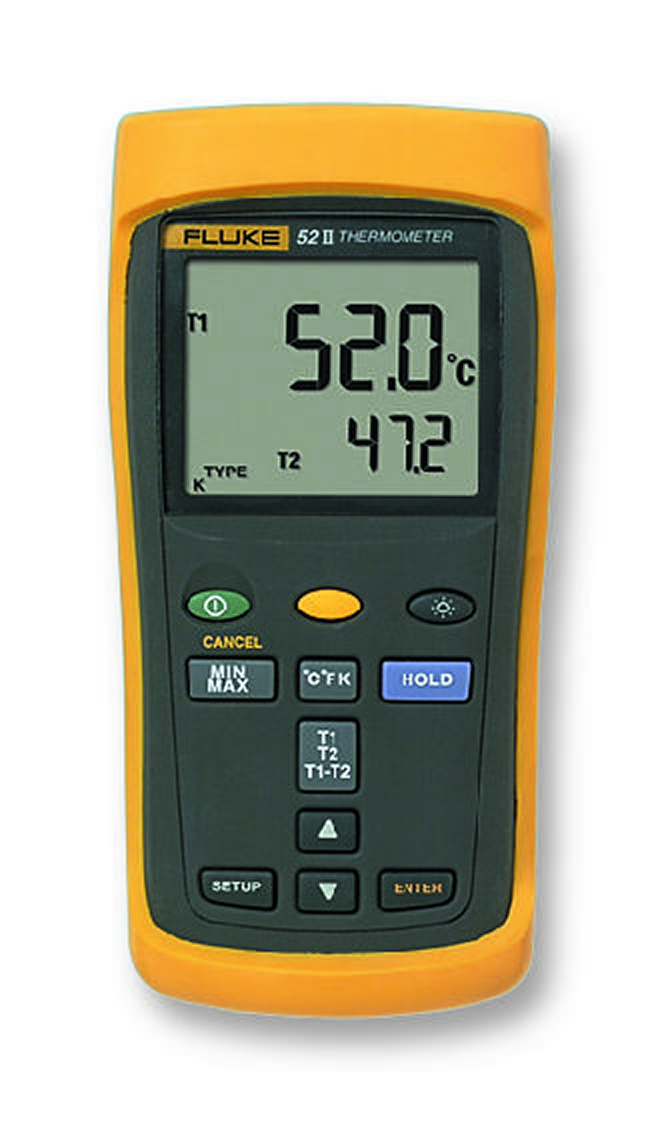 FLUKE 52 II THERMOMETER
T1 52.0 °C
T2 47.2
K TYPE
CANCEL
MIN MAX
°C°F K
HOLD
T1
T2
T1-T2
SETUP
ENTER